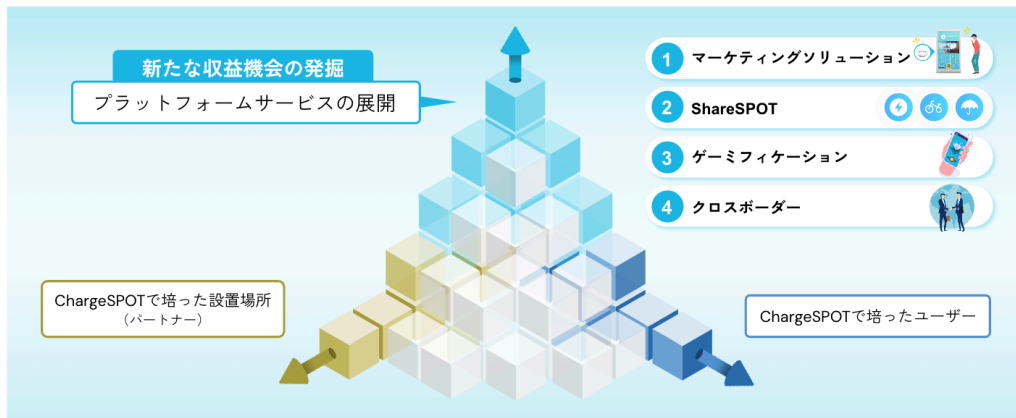 新たな収益機会の発掘
プラットフォームサービスの展開
1 マーケティングソリューション
2 ShareSPOT
3 ゲーミフィケーション
4 クロスボーダー
ChargeSPOTで培った設置場所
（パートナー）
ChargeSPOTで培ったユーザー